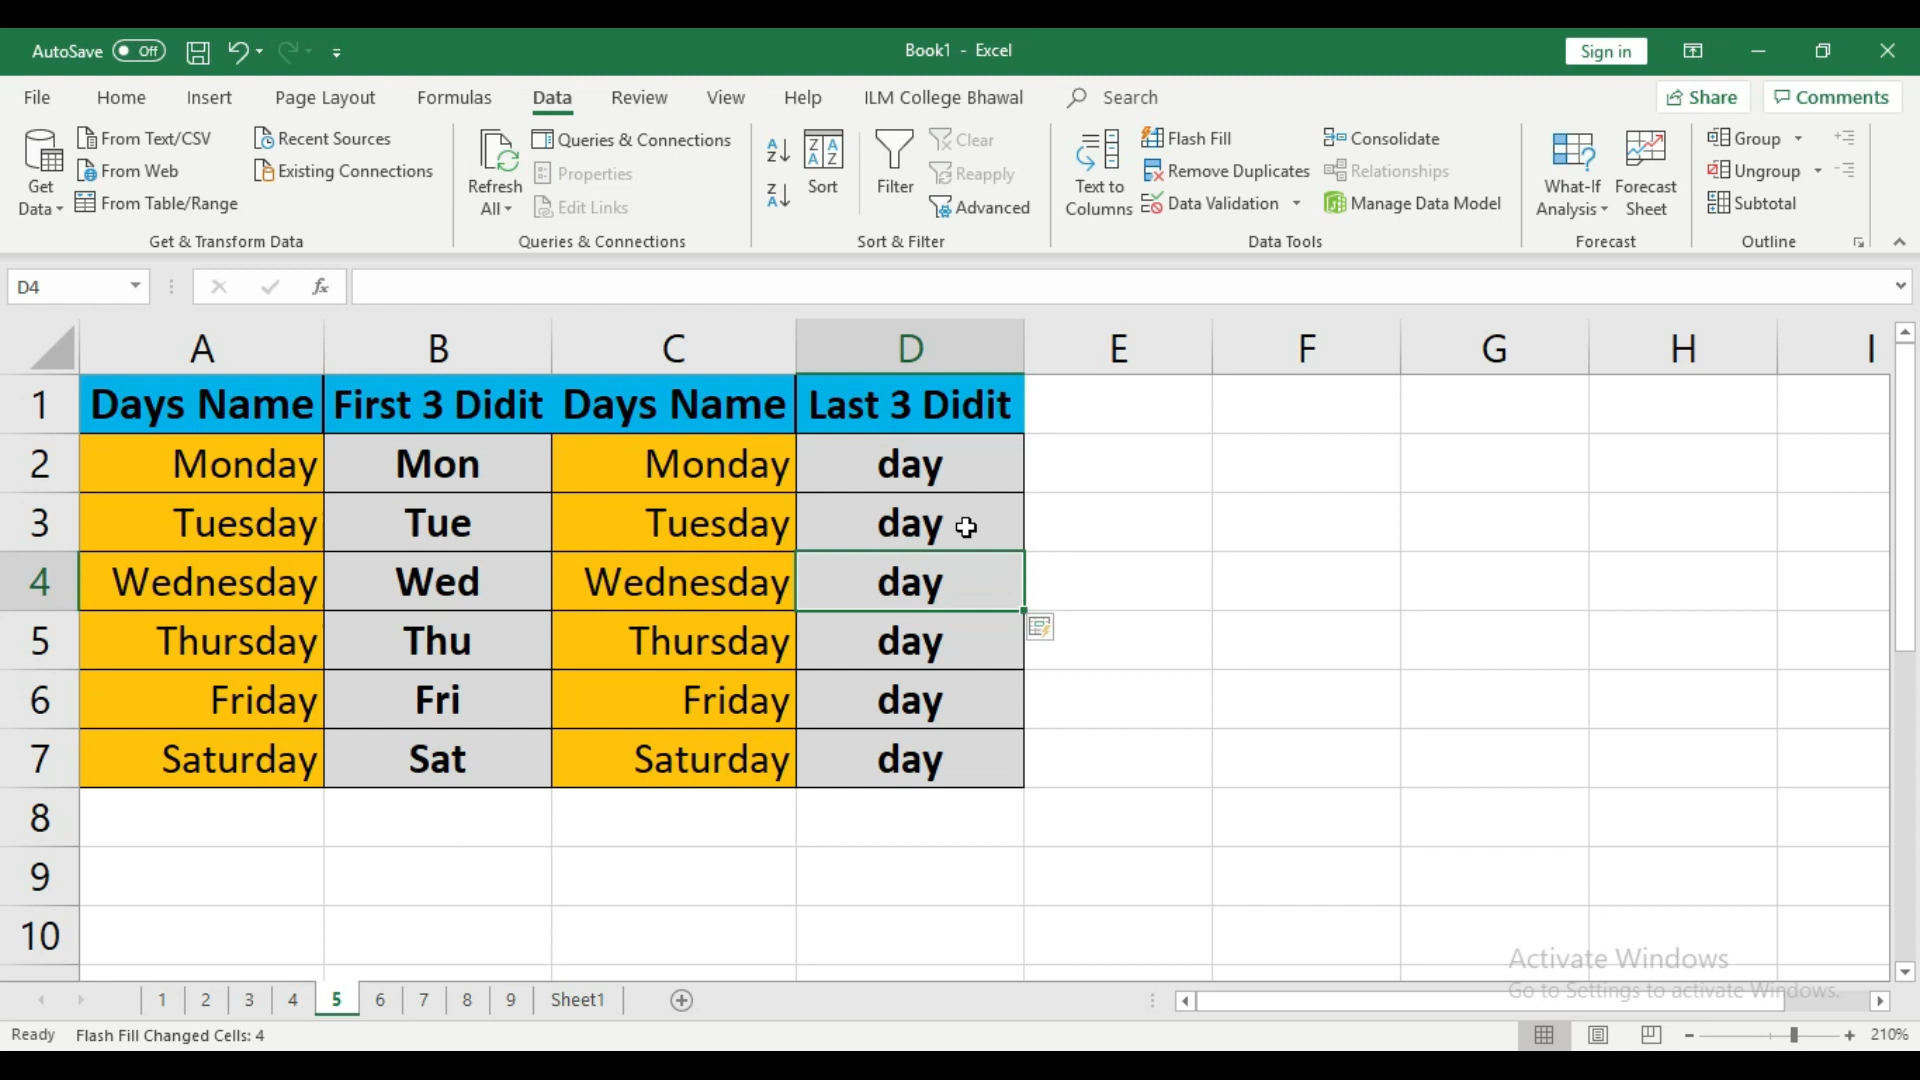 AutoSave Off Book1 - Excel Sign in
File Home Insert Page Layout Formulas Data Review View Help ILM College Bhawal Search Share Comments
Get Data
From Text/CSV
From Web
From Table/Range
Recent Sources
Existing Connections
Get & Transform Data
Refresh All
Queries & Connections
Properties
Edit Links
Queries & Connections
Sort
Filter
Clear
Reapply
Advanced
Sort & Filter
Text to Columns
Flash Fill
Remove Duplicates
Data Validation
Consolidate
Relationships
Manage Data Model
Data Tools
What-If Analysis
Forecast Sheet
Forecast
Group
Ungroup
Subtotal
Outline
D4 fx
A B C D E F G H I
1 Days Name First 3 Didit Days Name Last 3 Didit
2 Monday Mon Monday day
3 Tuesday Tue Tuesday day
4 Wednesday Wed Wednesday day
5 Thursday Thu Thursday day
6 Friday Fri Friday day
7 Saturday Sat Saturday day
8
9
10
Activate Windows
Go to Settings to activate Windows.
1 2 3 4 5 6 7 8 9 Sheet1
Ready Flash Fill Changed Cells: 4 210%